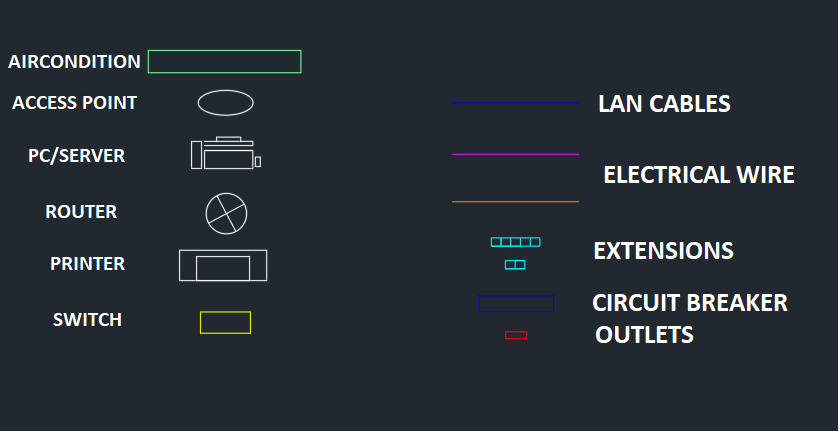 AIRCONDITION
ACCESS POINT
PC/SERVER
ROUTER
PRINTER
SWITCH
LAN CABLES
ELECTRICAL WIRE
EXTENSIONS
CIRCUIT BREAKER
OUTLETS